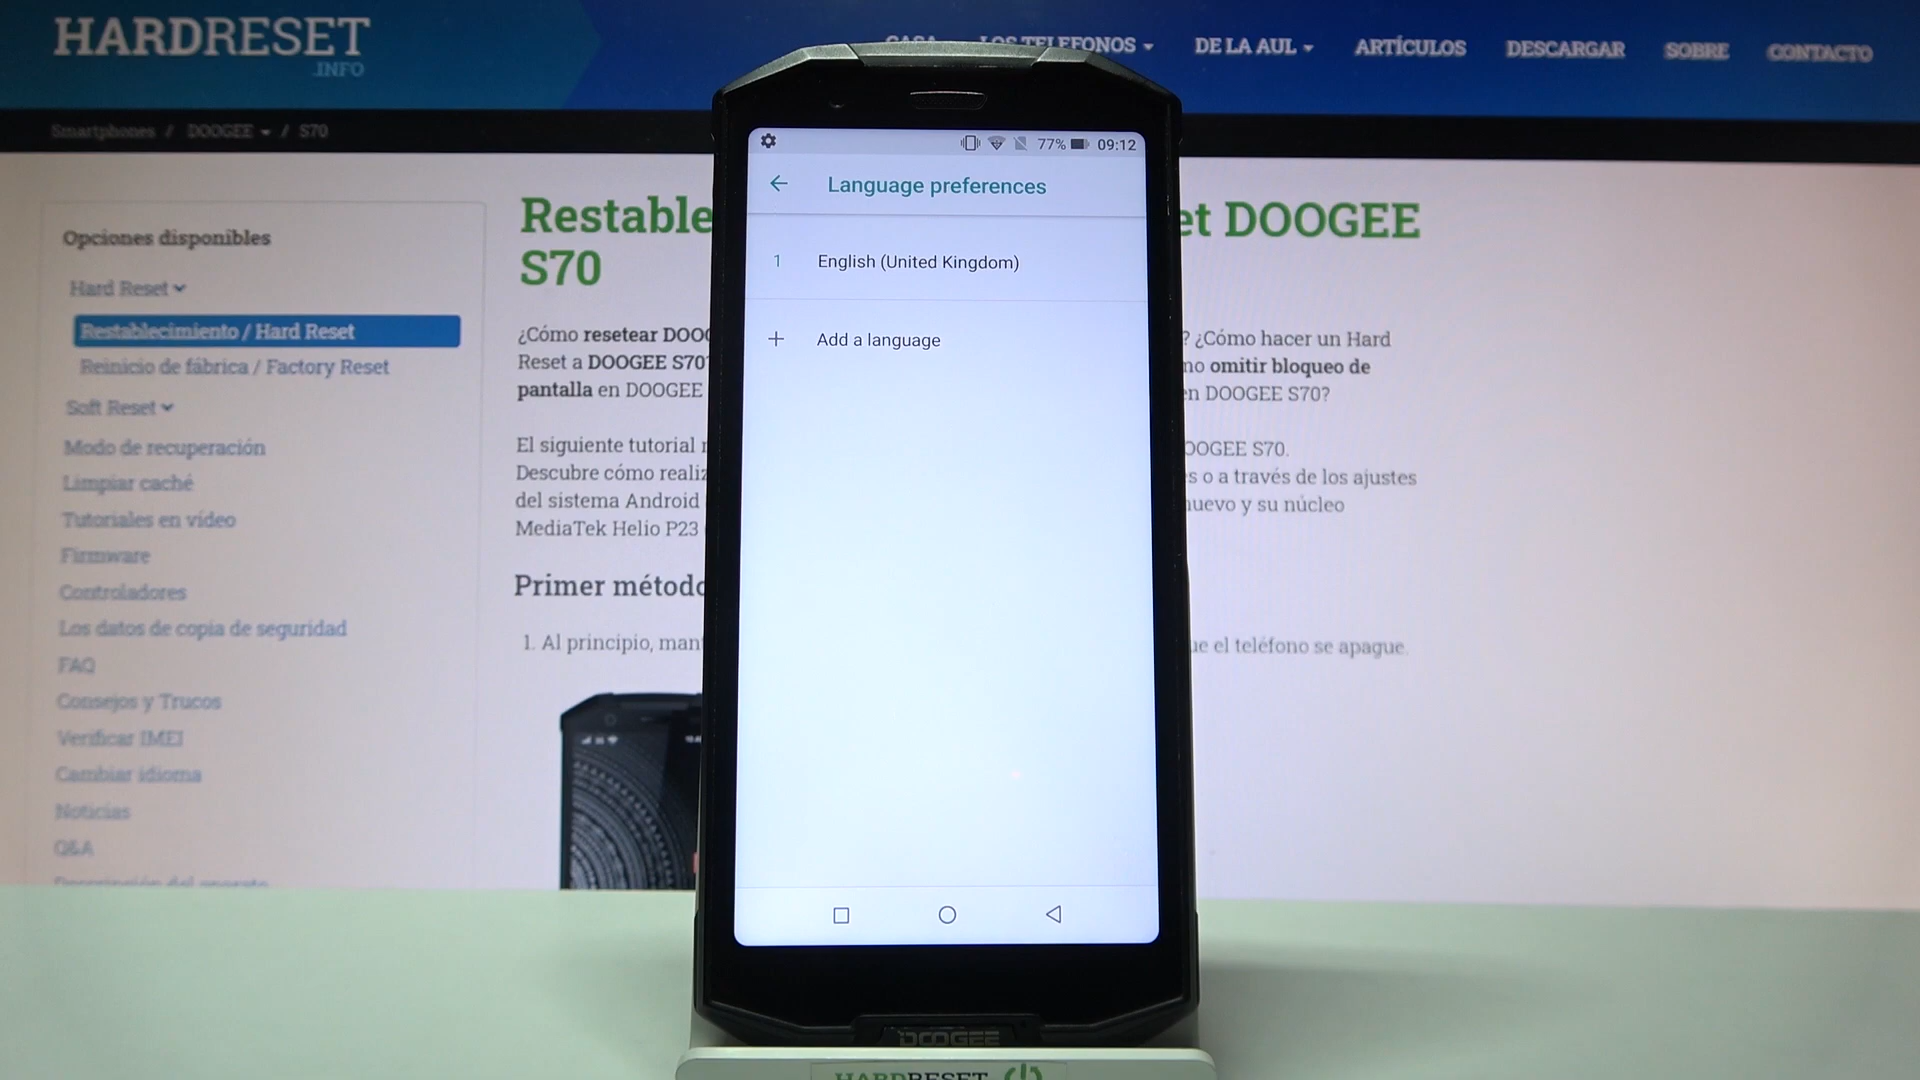 HARDRESET
.INFO
LOS TELEFONOS
DE LA AUL
ARTÍCULOS
DESCARGAR
SOBRE
CONTACTO
Smartphones / DOOGEE / S70
Opciones disponibles
Hard Reset
Restablecimiento / Hard Reset
Reinicio de fábrica / Factory Reset
Soft Reset
Modo de recuperación
Limpiar caché
Tutoriales en vídeo
Firmware
Controladores
Los datos de copia de seguridad
FAQ
Consejos y Trucos
Verificar IMEI
Cambiar idioma
Noticias
Q&A
Restable
et DOOGEE
S70
¿Cómo resetear DOO
? ¿Cómo hacer un Hard
Reset a DOOGEE S70
no omitir bloqueo de
pantalla en DOOGEE
en DOOGEE S70?
El siguiente tutorial
OOGEE S70.
Descubre cómo realiz
s o a través de los ajustes
del sistema Android
nuevo y su núcleo
MediaTek Helio P23
Primer método
1. Al principio, man
ue el teléfono se apague.
77% 09:12
Language preferences
1 English (United Kingdom)
+ Add a language
DOOGEE
HARDRESET